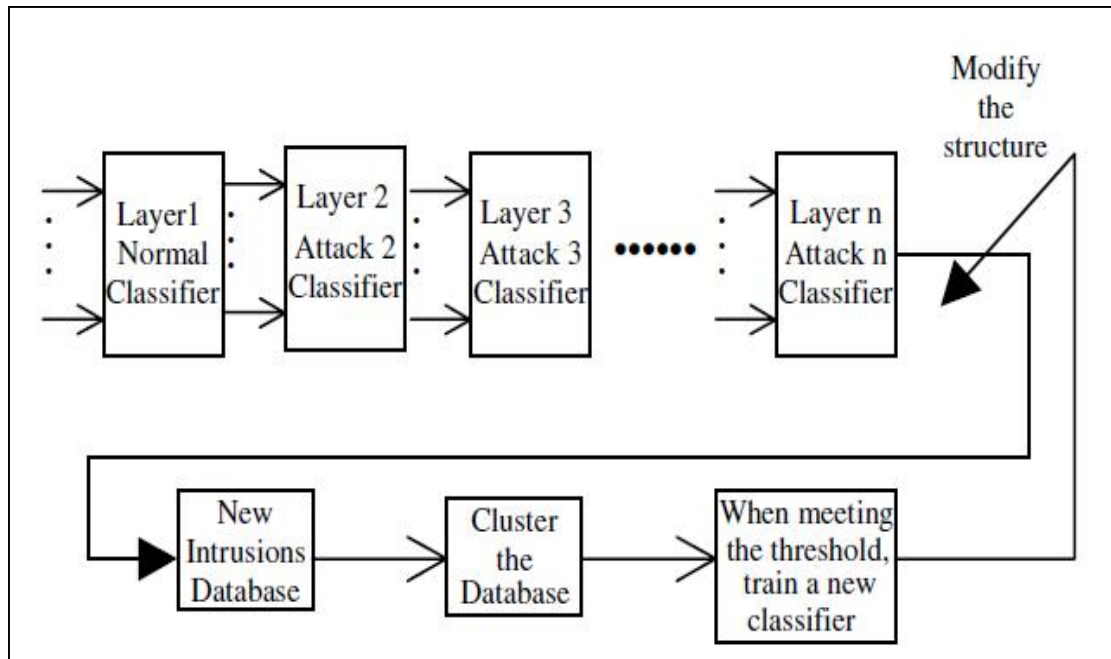 Modify
the
structure
Layer1
Normal
Classifier
Layer 2
Attack 2
Classifier
Layer 3
Attack 3
Classifier
Layer n
Attack n
Classifier
New
Intrusions
Database
Cluster
the
Database
When meeting
the threshold,
train a new
classifier